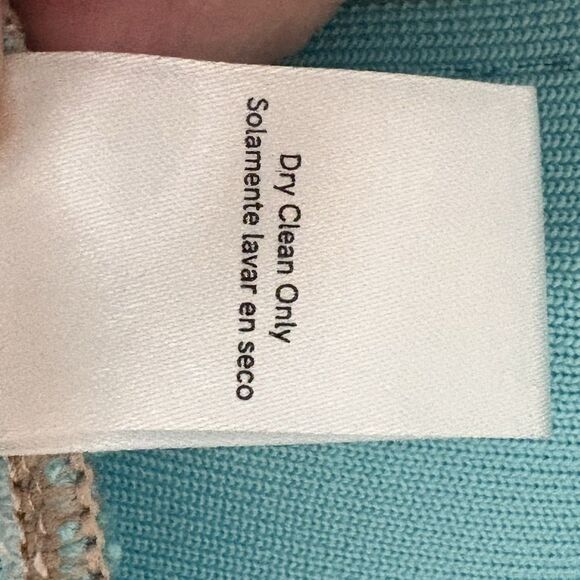 Dry Clean Only
Solamente lavar en seco